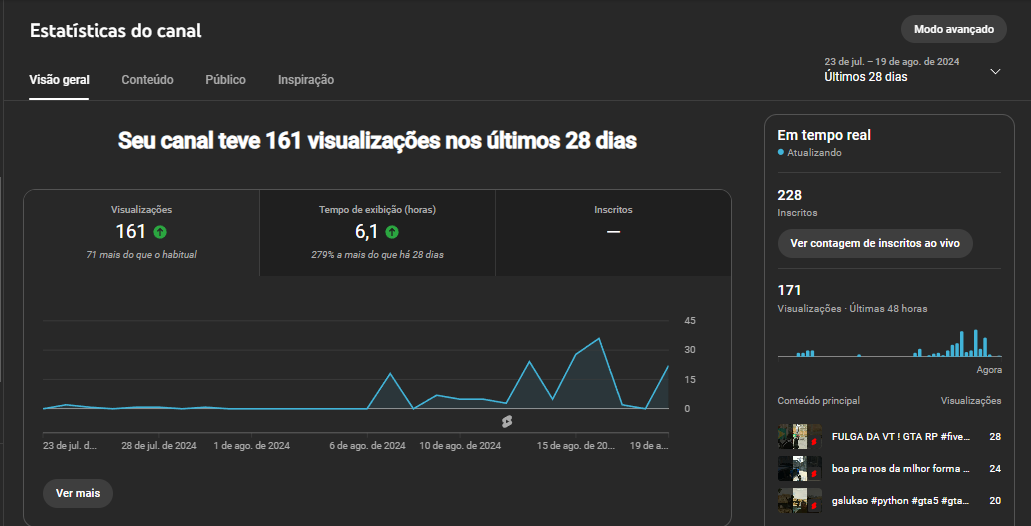 Estatísticas do canal
Modo avançado
Visão geral
Conteúdo
Público
Inspiração
23 de jul. – 19 de ago. de 2024
Últimos 28 dias
Seu canal teve 161 visualizações nos últimos 28 dias
Visualizações
161
71 mais do que o habitual
Tempo de exibição (horas)
6,1
279% a mais do que há 28 dias
Inscritos
—
45
30
15
0
23 de jul. d...
28 de jul. de 2024
1 de ago. de 2024
6 de ago. de 2024
10 de ago. de 2024
15 de ago. de 20...
19 de a...
Ver mais
Em tempo real
Atualizando
228
Inscritos
Ver contagem de inscritos ao vivo
171
Visualizações · Últimas 48 horas
Agora
Conteúdo principal
Visualizações
FULGA DA VT ! GTA RP #five...
28
boa pra nos da mlhor forma ...
24
gslukao #python #gta5 #gta...
20